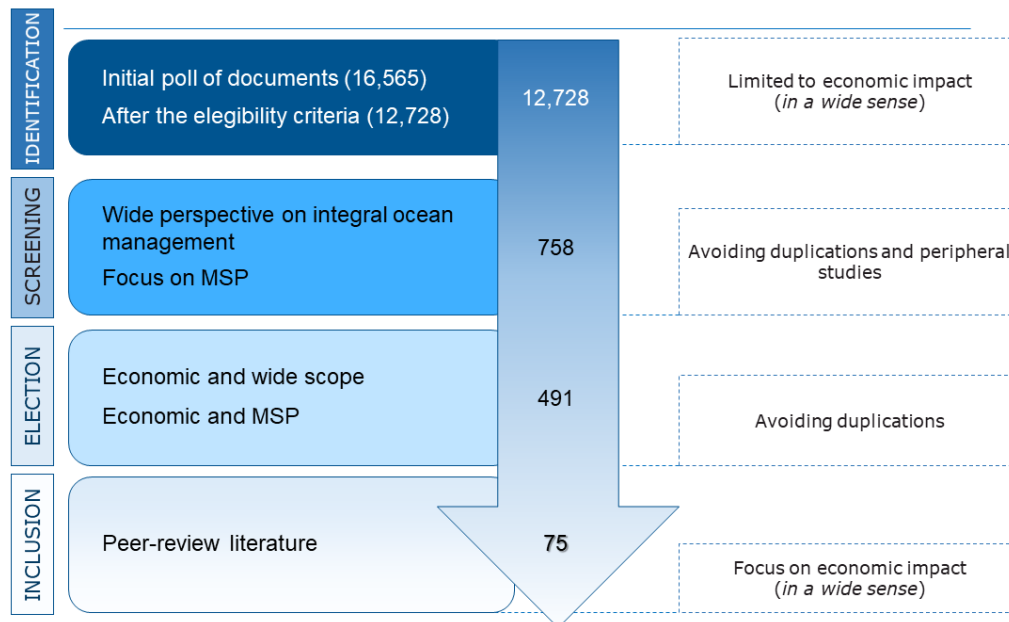 IDENTIFICATION
Initial poll of documents (16,565)
After the elegibility criteria (12,728)
12,728
Limited to economic impact
(in a wide sense)
SCREENING
Wide perspective on integral ocean
management
Focus on MSP
758
Avoiding duplications and peripheral
studies
ELECTION
Economic and wide scope
Economic and MSP
491
Avoiding duplications
INCLUSION
Peer-review literature
75
Focus on economic impact
(in a wide sense)